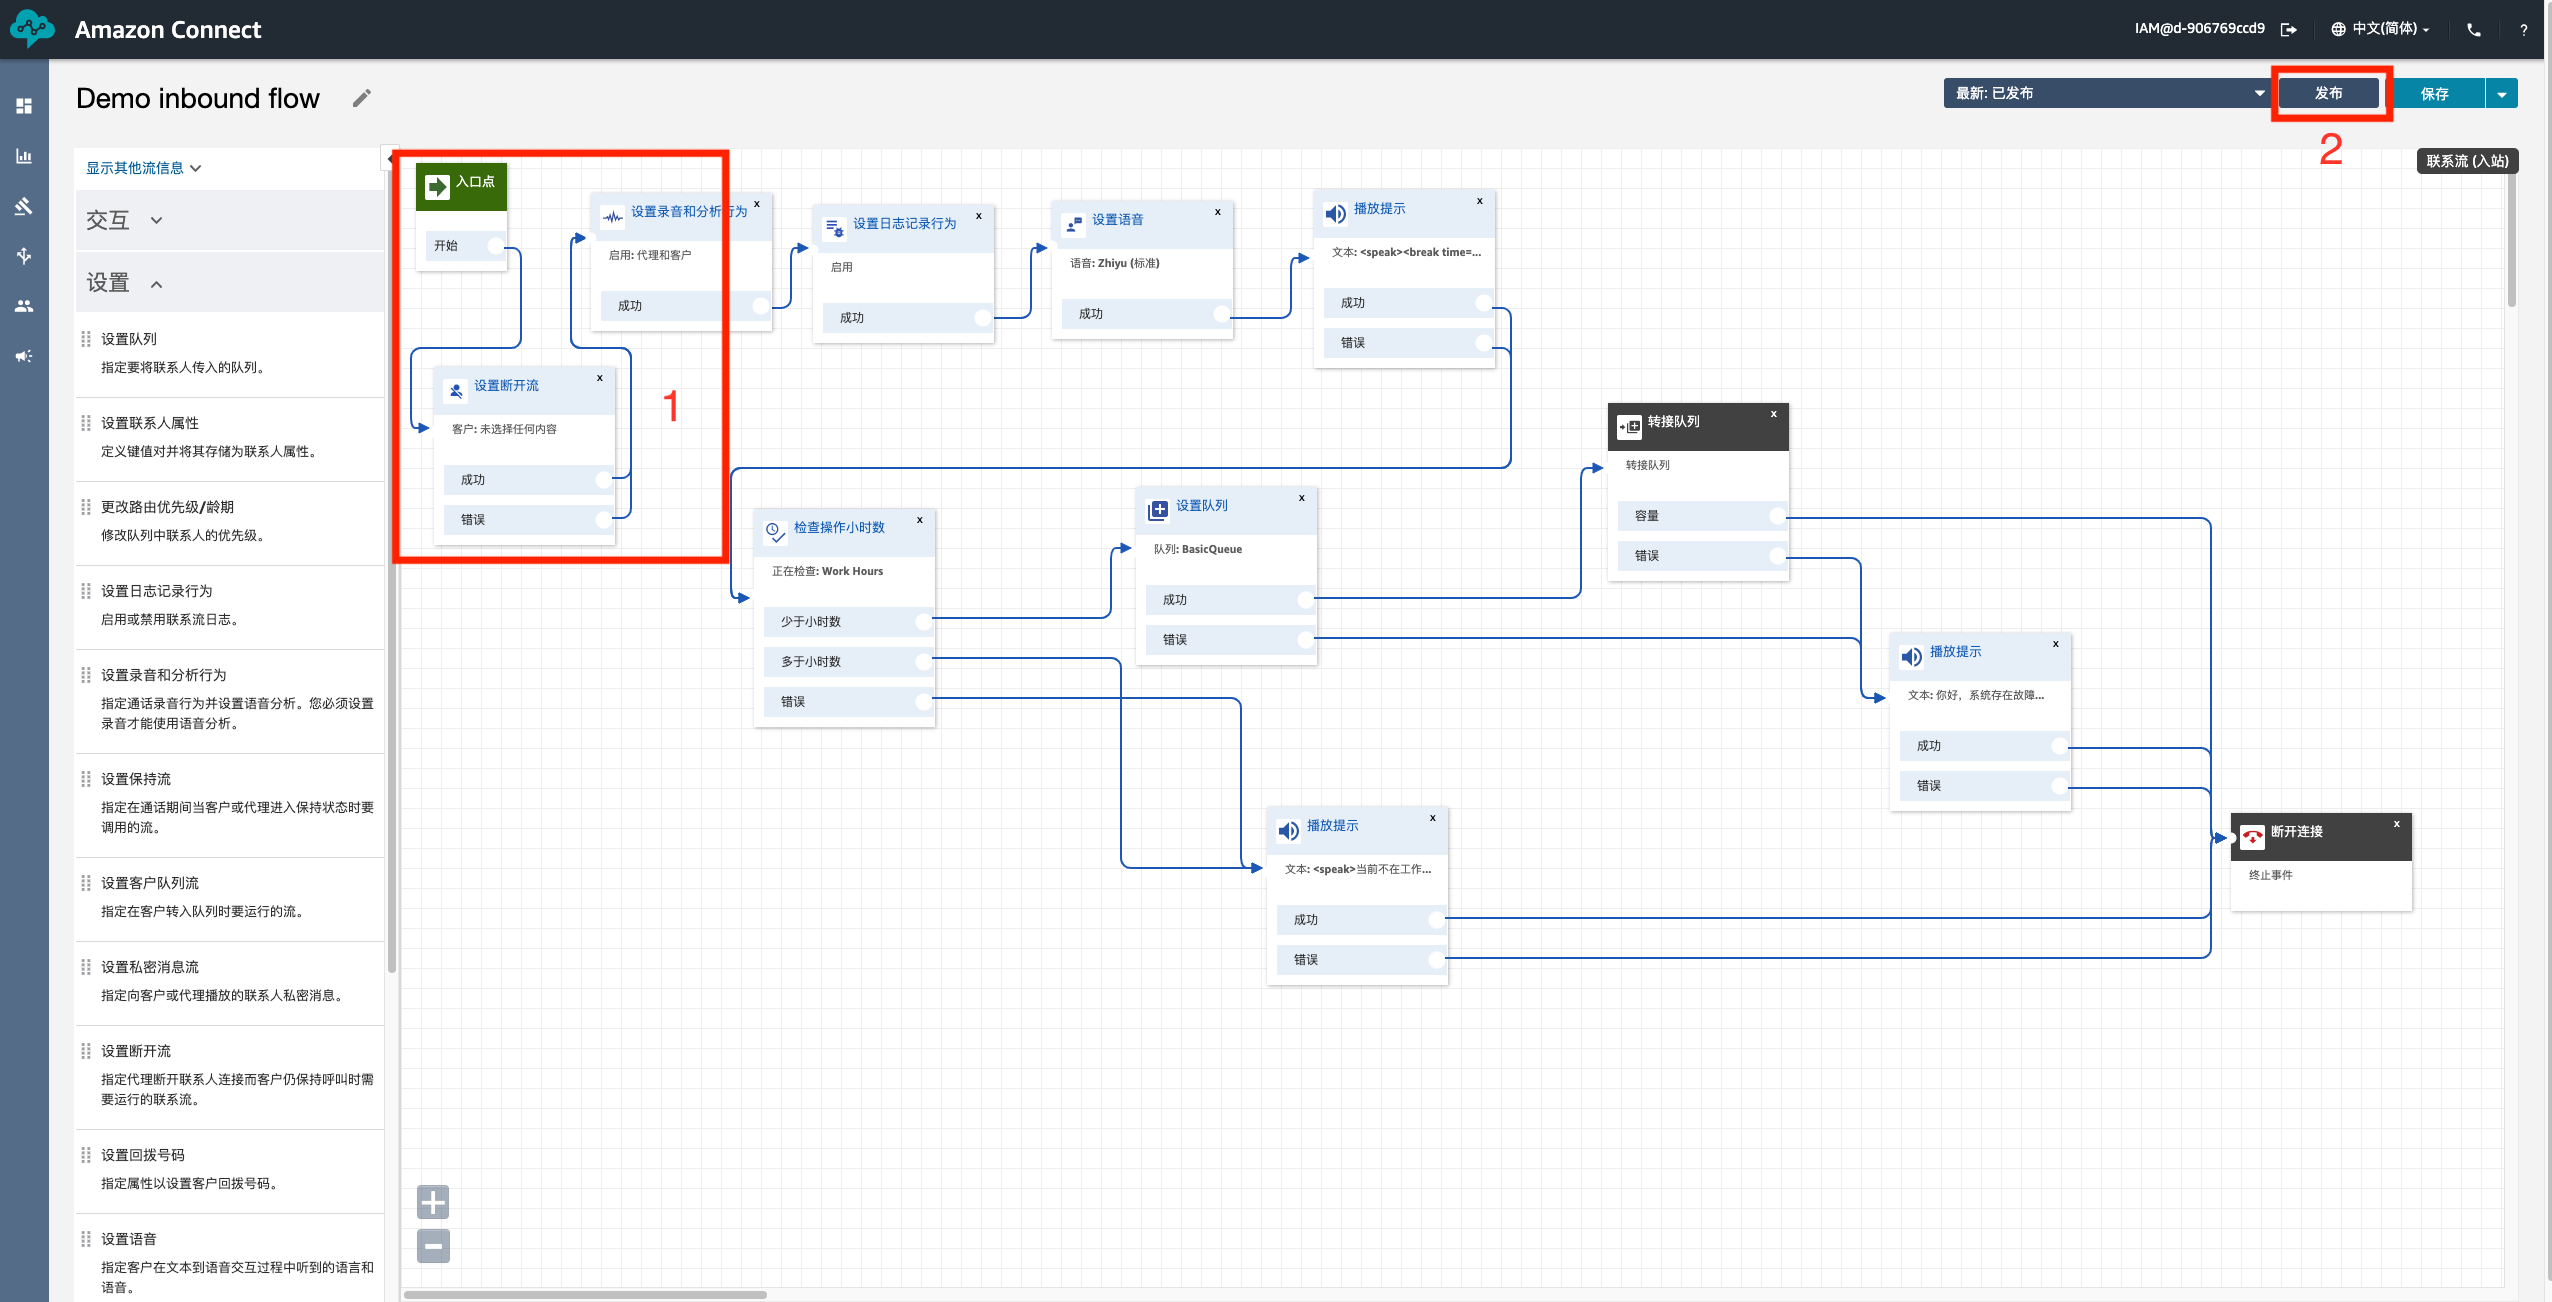 Amazon Connect
IAM@d-906769ccd9
中文(简体)
?
Demo inbound flow
最新: 已发布
发布
保存
2
联系流 (入站)
显示其他流信息
交互
设置
设置队列
指定要将联系人传入的队列。
设置联系人属性
定义键值对并将其存储为联系人属性。
更改路由优先级/龄期
修改队列中联系人的优先级。
设置日志记录行为
启用或禁用联系流日志。
设置录音和分析行为
指定通话录音行为并设置语音分析。您必须设置
录音才能使用语音分析。
设置保持流
指定在通话期间当客户或代理进入保持状态时要
调用的流。
设置客户队列流
指定在客户转入队列时要运行的流。
设置私密消息流
指定向客户或代理播放的联系人私密消息。
设置断开流
指定代理断开联系人连接而客户仍保持呼叫时需
要运行的联系流。
设置回拨号码
指定属性以设置客户回拨号码。
设置语音
指定客户在文本到语音交互过程中听到的语言和
语音。
入口点
开始
设置录音和分析行为
x
启用: 代理和客户
成功
设置日志记录行为
x
启用
成功
设置语音
x
语音: Zhiyu (标准)
成功
播放提示
x
文本: <speak><break time=...
成功
错误
设置断开流
x
客户: 未选择任何内容
成功
错误
1
检查操作小时数
x
正在检查: Work Hours
少于小时数
多于小时数
错误
设置队列
x
队列: BasicQueue
成功
错误
转接队列
x
转接队列
容量
错误
播放提示
x
文本: 你好，系统存在故障...
成功
错误
播放提示
x
文本: <speak>当前不在工作...
成功
错误
断开连接
x
终止事件